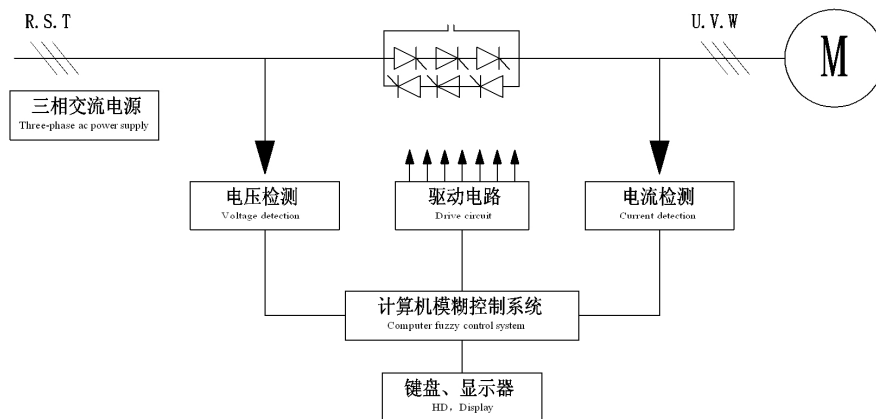 R.S.T
U.V.W
M
三相交流电源
Three-phase ac power supply
电压检测
Voltage detection
驱动电路
Drive circuit
电流检测
Current detection
计算机模糊控制系统
Computer fuzzy control system
键盘、显示器
HD, Display